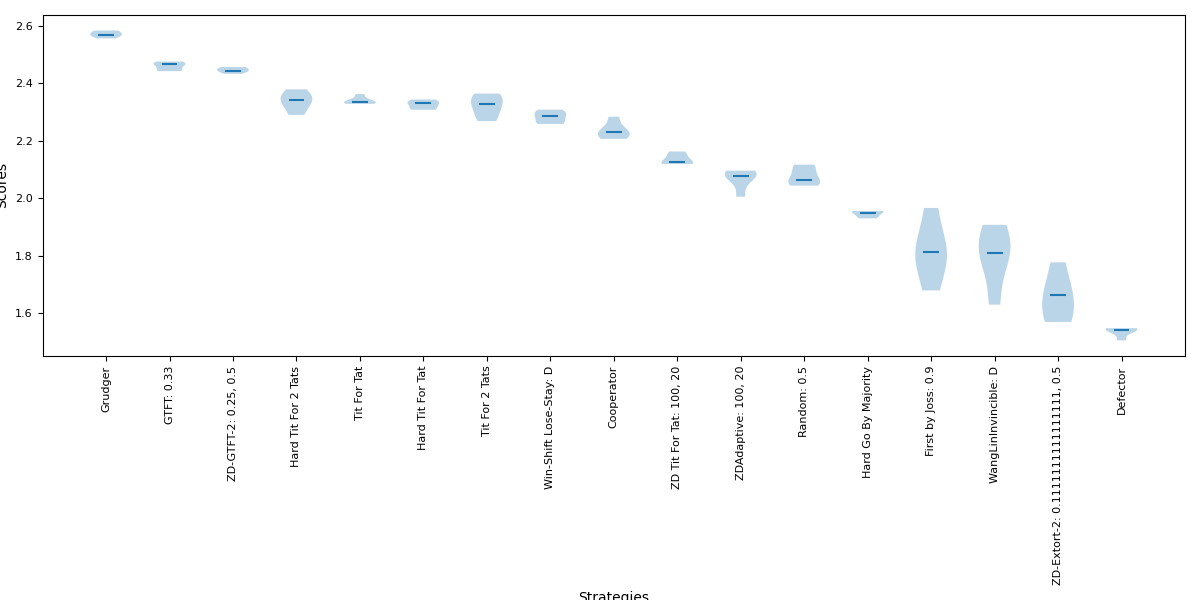 Scores
2.6
2.4
2.2
2.0
1.8
1.6
Grudger
GTFT: 0.33
ZD-GTFT-2: 0.25, 0.5
Hard Tit For 2 Tats
Tit For Tat
Hard Tit For Tat
Tit For 2 Tats
Win-Shift Lose-Stay: D
Cooperator
ZD Tit For Tat: 100, 20
ZDAdaptive: 100, 20
Random: 0.5
Hard Go By Majority
First by Joss: 0.9
WangLinInvincible: D
ZD-Extort-2: 0.1111111111111111, 0.5
Defector
Strategies